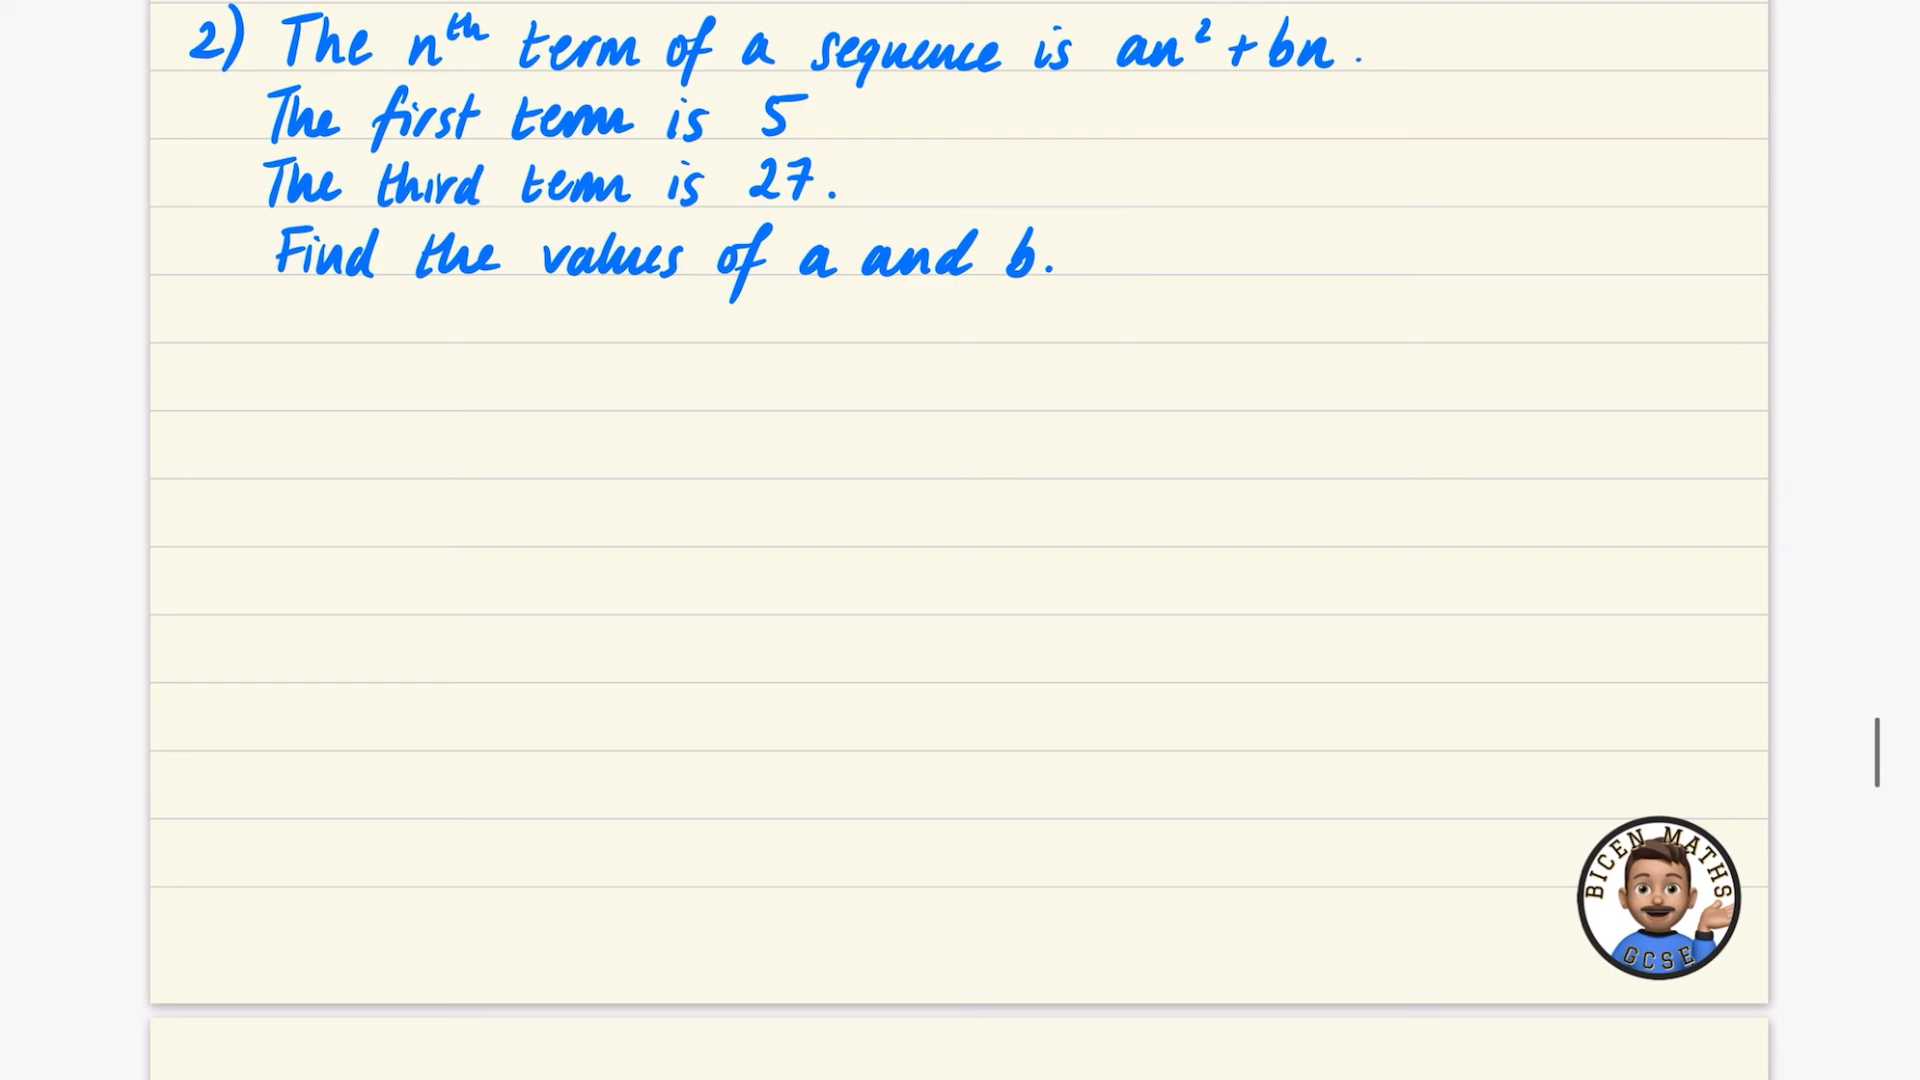 2) The nᵗʰ term of a sequence is an² + bn.
The first term is 5
The third term is 27.
Find the values of a and b.
BICEN MATHS
GCSE